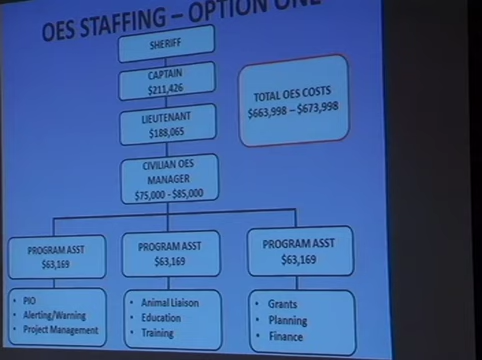 OES STAFFING – OPTION ONE
SHERIFF
CAPTAIN
$211,426
TOTAL OES COSTS
$663,998 – $673,998
LIEUTENANT
$188,065
CIVILIAN OES
MANAGER
$75,000 - $85,000
PROGRAM ASST
$63,169
PROGRAM ASST
$63,169
PROGRAM ASST
$63,169
• PIO
• Alerting/Warning
• Project Management
• Animal Liaison
• Education
• Training
• Grants
• Planning
• Finance